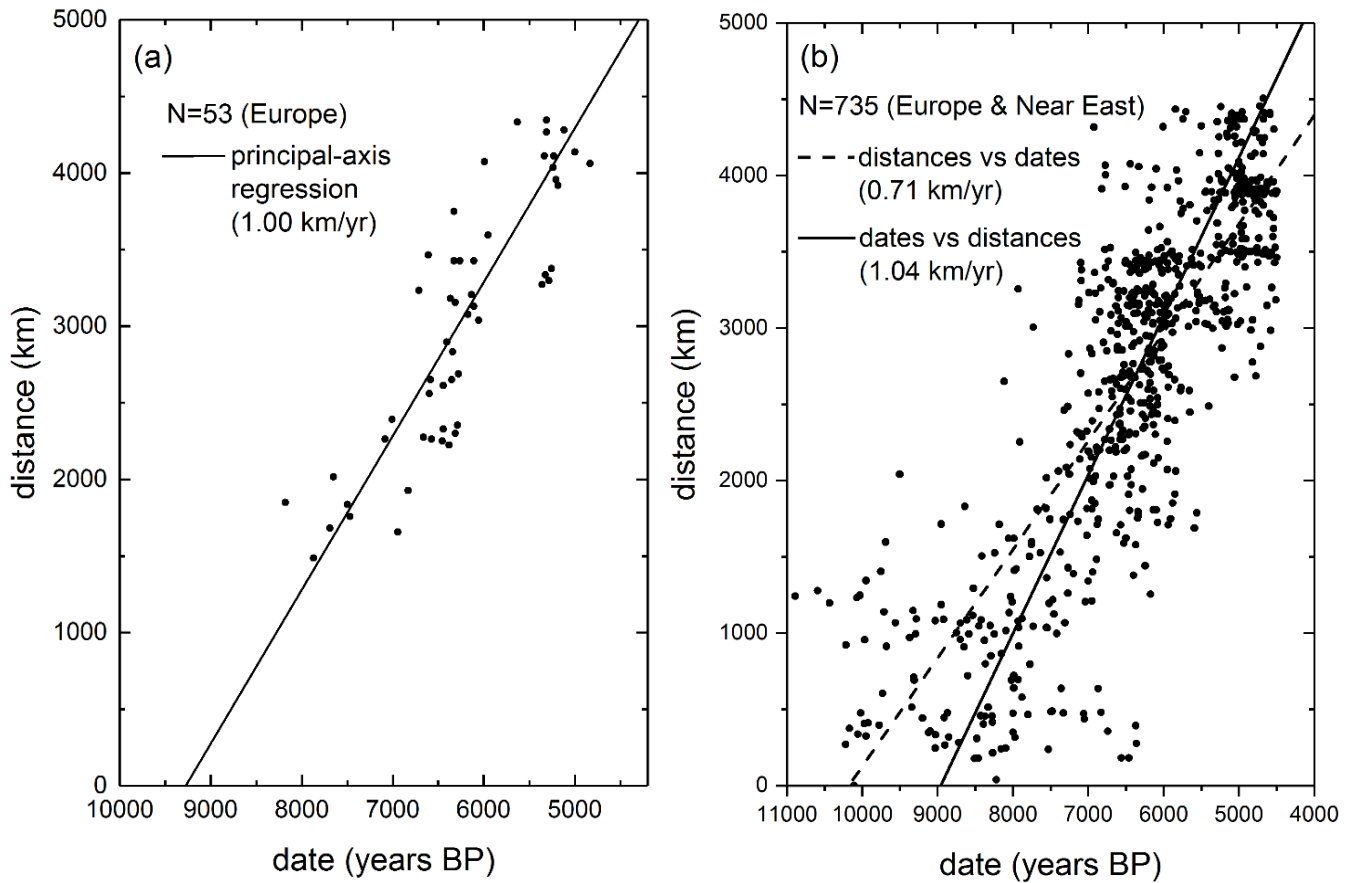 (a)
N=53 (Europe)
principal-axis
regression
(1.00 km/yr)
5000
4000
3000
2000
1000
0
distance (km)
10000 9000 8000 7000 6000 5000
date (years BP)
(b)
N=735 (Europe & Near East)
distances vs dates
(0.71 km/yr)
dates vs distances
(1.04 km/yr)
5000
4000
3000
2000
1000
0
distance (km)
11000 10000 9000 8000 7000 6000 5000 4000
date (years BP)